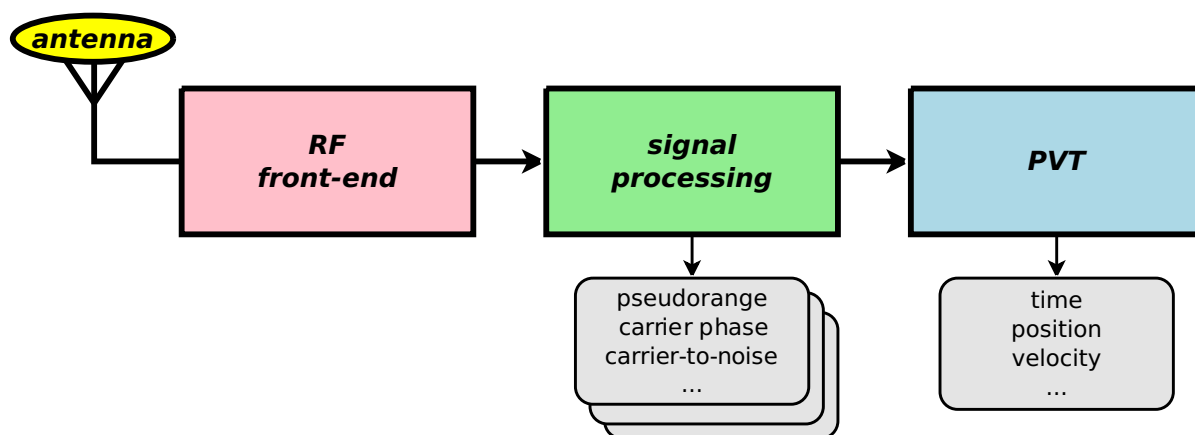 antenna
RF
front-end
signal
processing
PVT
pseudorange
carrier phase
carrier-to-noise
...
time
position
velocity
...